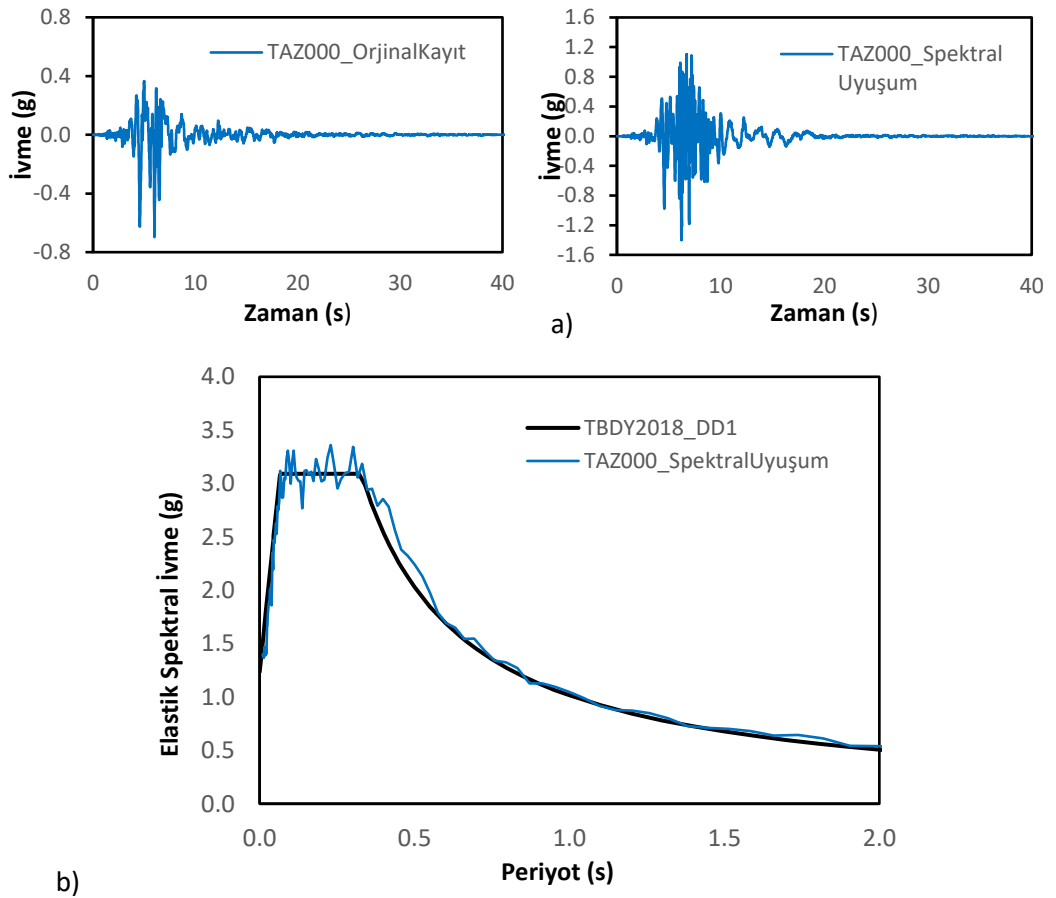 0.8
0.4
0.0
-0.4
-0.8
İvme (g)
TAZ000_OrjinalKayıt
0
10
20
30
40
Zaman (s)
1.6
1.2
0.8
0.4
0.0
-0.4
-0.8
-1.2
-1.6
İvme (g)
TAZ000_Spektral
Uyuşum
0
10
20
30
40
Zaman (s)
a)
4.0
3.5
3.0
2.5
2.0
1.5
1.0
0.5
0.0
Elastik Spektral İvme (g)
TBDY2018_DD1
TAZ000_SpektralUyuşum
0.0
0.5
1.0
1.5
2.0
Periyot (s)
b)